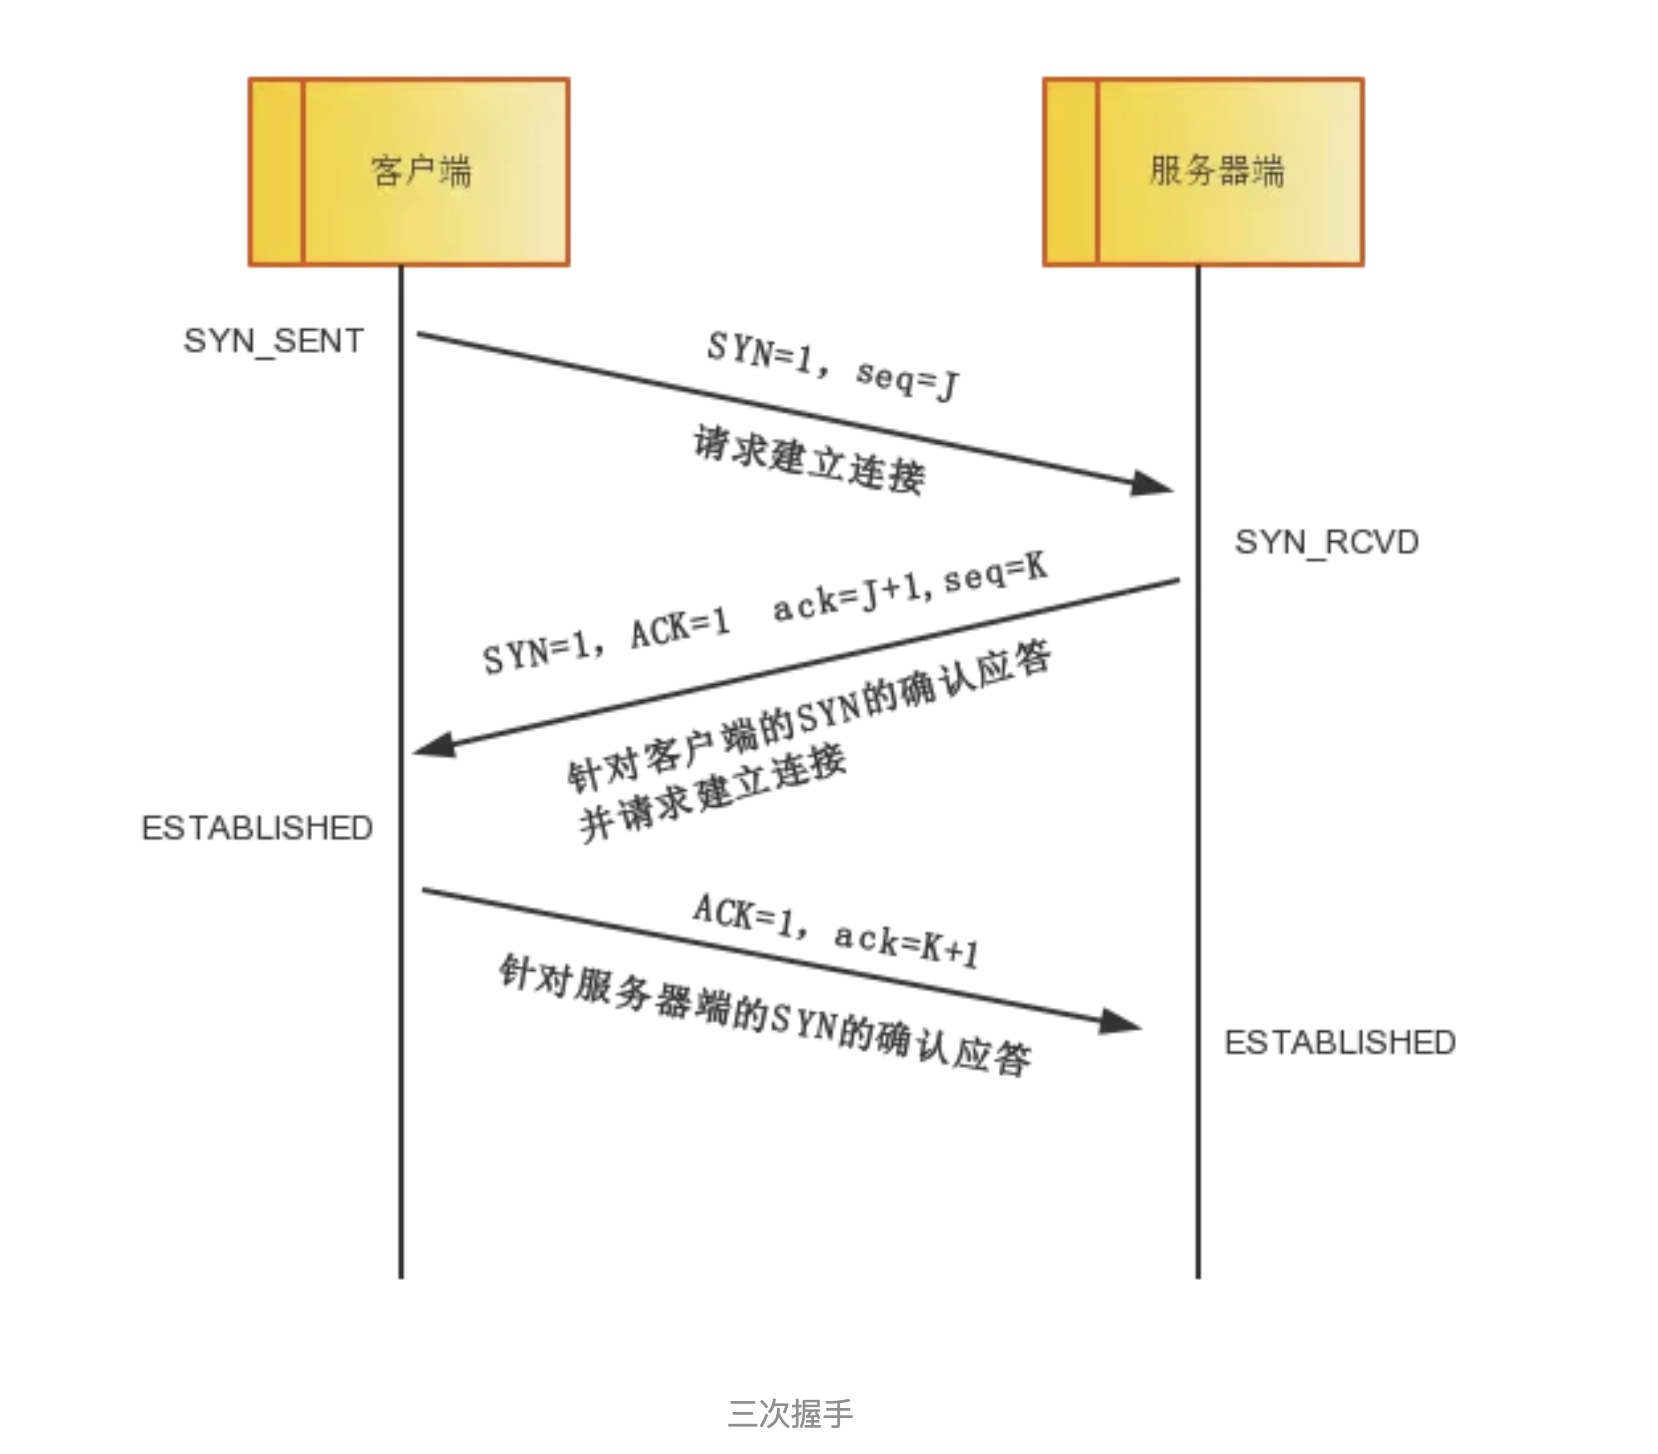 客户端
服务器端
SYN_SENT
SYN=1, seq=J
请求建立连接
SYN_RCVD
SYN=1, ACK=1 ack=J+1,seq=K
针对客户端的SYN的确认应答
并请求建立连接
ESTABLISHED
ACK=1, ack=K+1
针对服务器端的SYN的确认应答
ESTABLISHED
三次握手